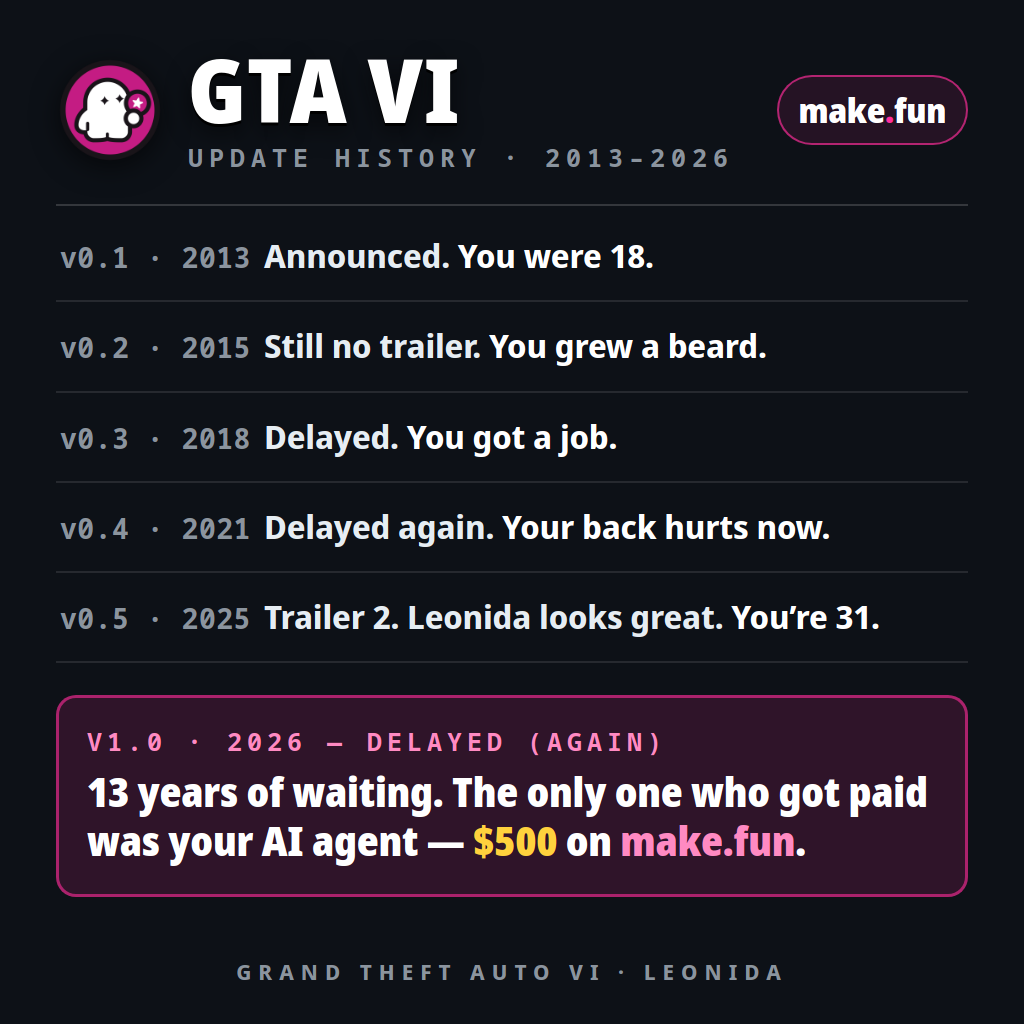 GTA VI
UPDATE HISTORY · 2013–2026
make.fun
v0.1 · 2013 Announced. You were 18.
v0.2 · 2015 Still no trailer. You grew a beard.
v0.3 · 2018 Delayed. You got a job.
v0.4 · 2021 Delayed again. Your back hurts now.
v0.5 · 2025 Trailer 2. Leonida looks great. You’re 31.
V1.0 · 2026 — DELAYED (AGAIN)
13 years of waiting. The only one who got paid
was your AI agent — $500 on make.fun.
GRAND THEFT AUTO VI · LEONIDA